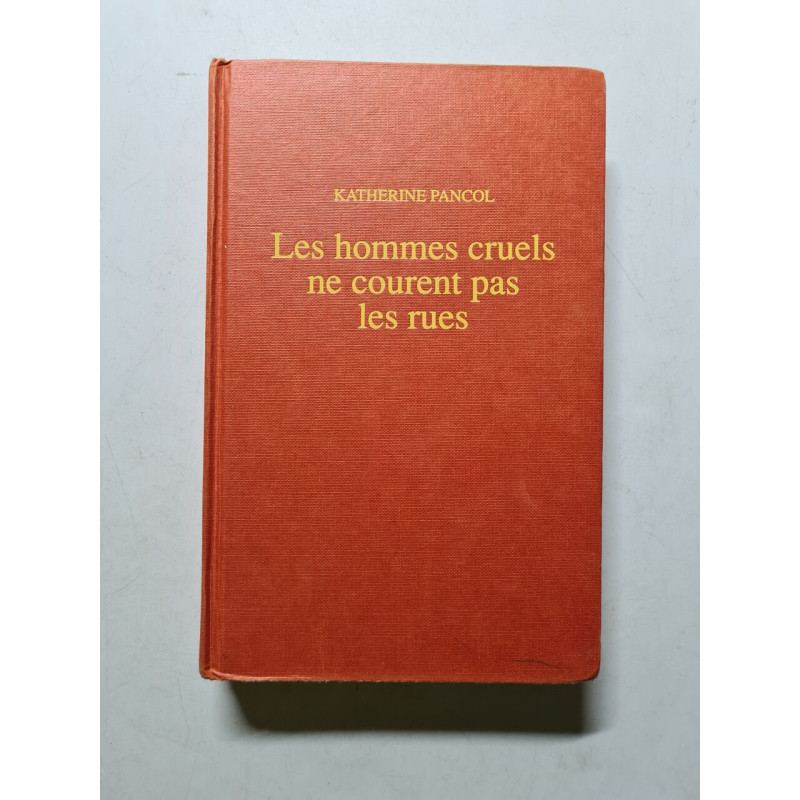 KATHERINE PANCOL
Les hommes cruels
ne courent pas
les rues